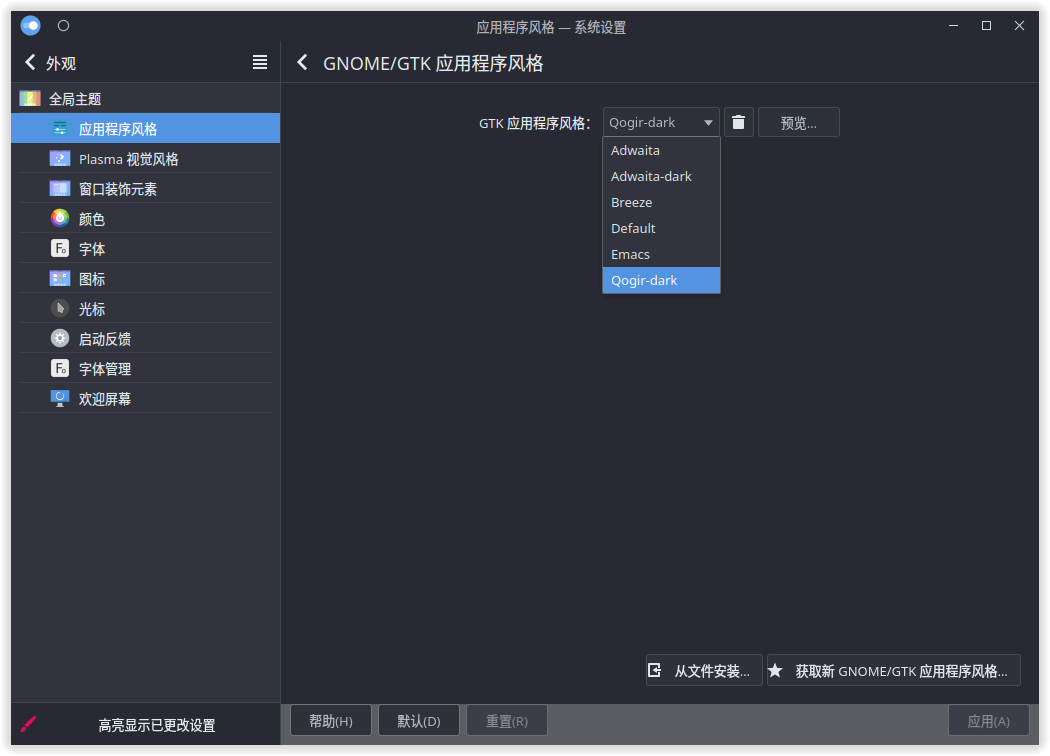 应用程序风格 — 系统设置
外观
GNOME/GTK 应用程序风格
全局主题
应用程序风格
Plasma 视觉风格
窗口装饰元素
颜色
字体
图标
光标
启动反馈
字体管理
欢迎屏幕
GTK 应用程序风格:
Qogir-dark
预览...
Adwaita
Adwaita-dark
Breeze
Default
Emacs
Qogir-dark
从文件安装...
获取新 GNOME/GTK 应用程序风格...
高亮显示已更改设置
帮助(H)
默认(D)
重置(R)
应用(A)